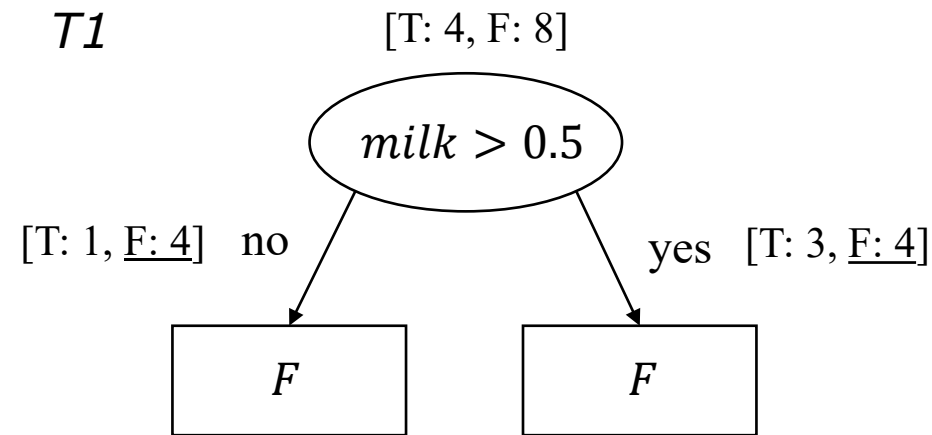 T1 [T: 4, F: 8]
milk > 0.5
[T: 1, F: 4] no yes [T: 3, F: 4]
F F